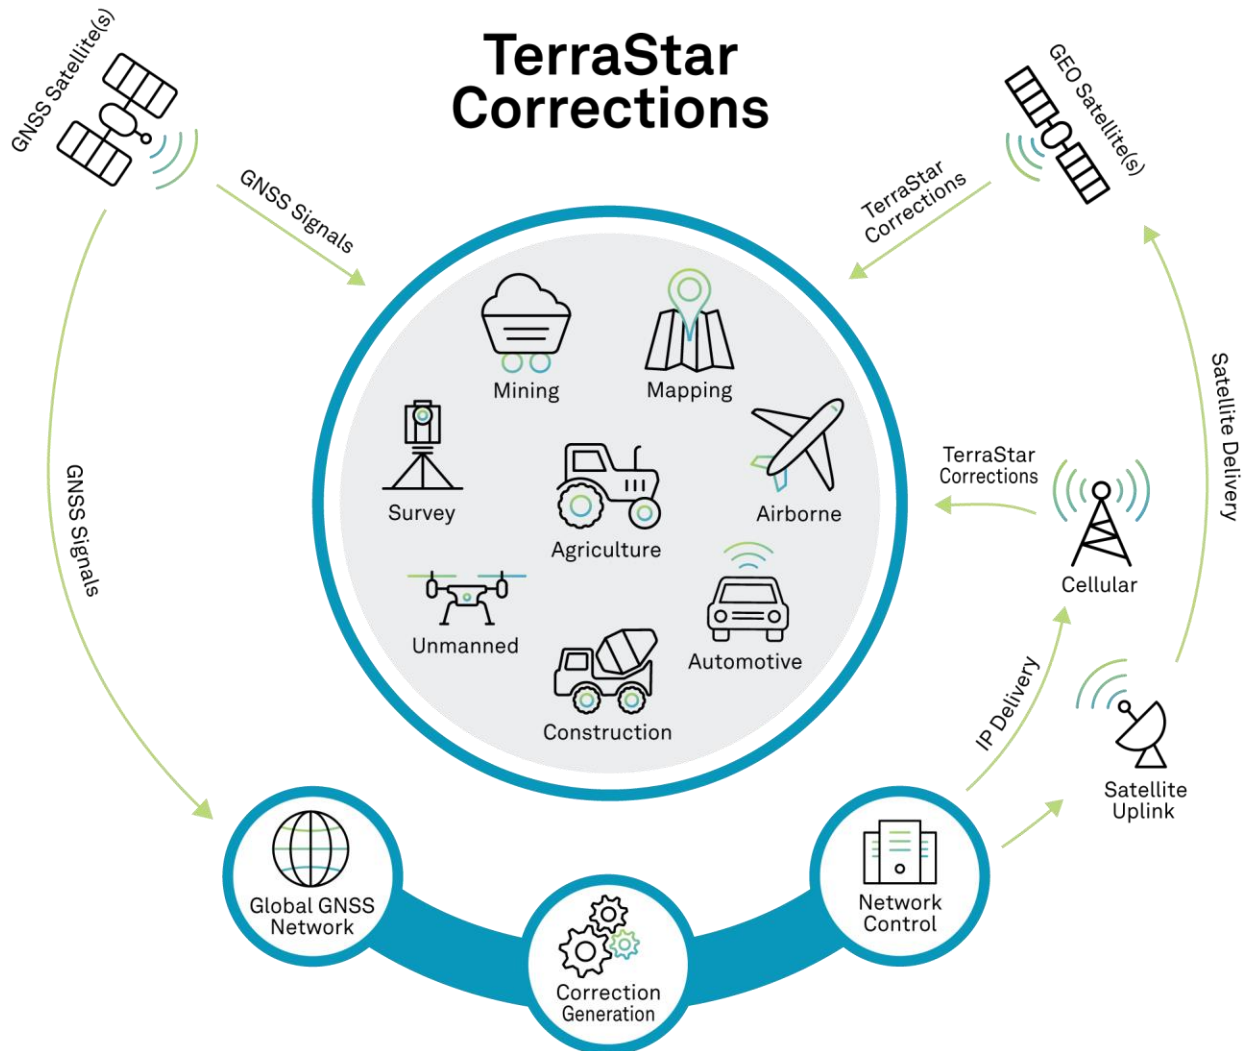 TerraStar
Corrections
GNSS Satellite(s)
GEO Satellite(s)
GNSS Signals
TerraStar
Corrections
Mining
Mapping
Survey
Agriculture
Airborne
TerraStar
Corrections
Satellite Delivery
GNSS Signals
Cellular
Unmanned
Automotive
Construction
IP Delivery
Satellite
Uplink
Global GNSS
Network
Correction
Generation
Network
Control